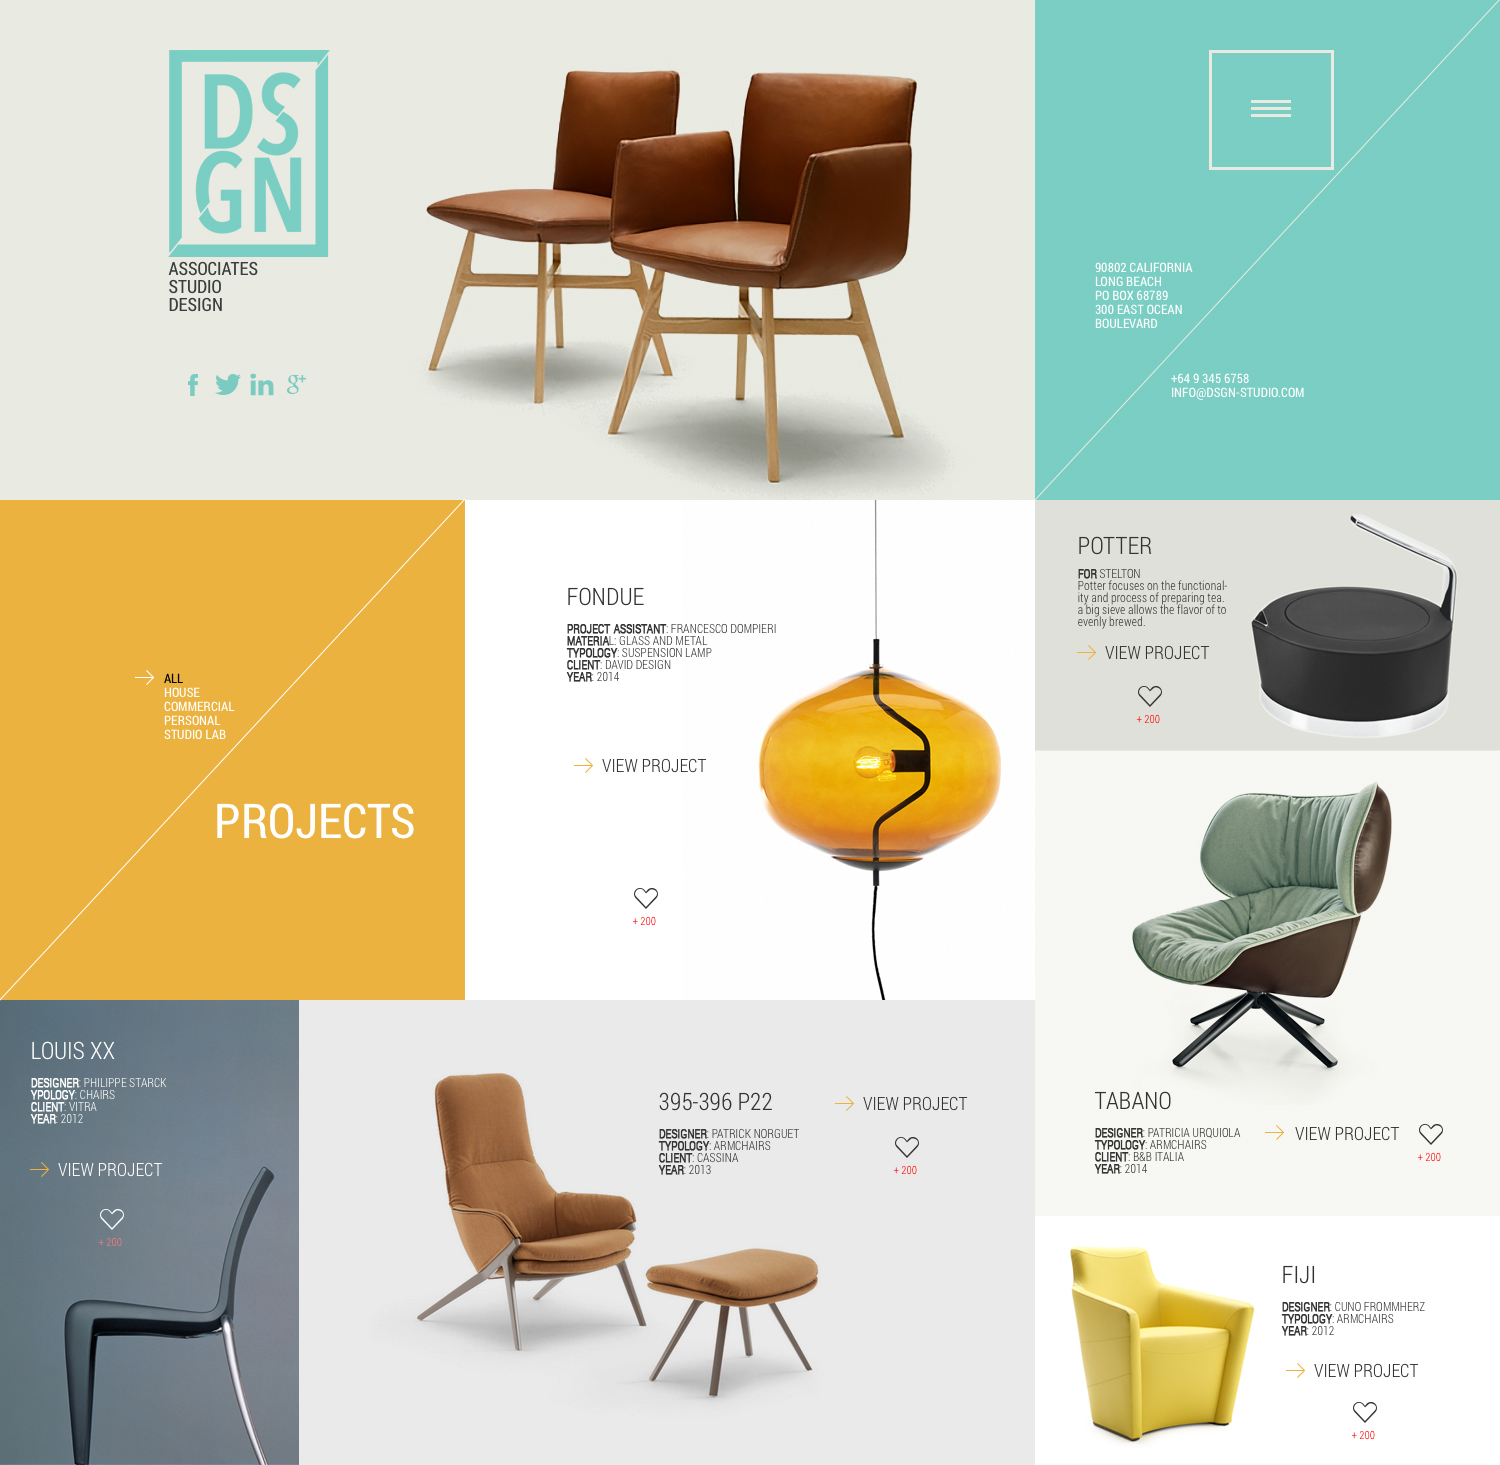 DS
GN
ASSOCIATES
STUDIO
DESIGN
90802 CALIFORNIA
LONG BEACH
PO BOX 68789
300 EAST OCEAN
BOULEVARD
+64 9 345 6758
INFO@DSGN-STUDIO.COM
ALL
HOUSE
COMMERCIAL
PERSONAL
STUDIO LAB
PROJECTS
FONDUE
PROJECT ASSISTANT: FRANCESCO DOMPIERI
MATERIAL: GLASS AND METAL
TYPOLOGY: SUSPENSION LAMP
CLIENT: DAVID DESIGN
YEAR: 2014
VIEW PROJECT
+ 200
POTTER
FOR STELTON
Potter focuses on the functional-
ity and process of preparing tea.
a big sieve allows the flavor of to
evenly brewed.
VIEW PROJECT
+ 200
TABANO
DESIGNER: PATRICIA URQUIOLA
TYPOLOGY: ARMCHAIRS
CLIENT: B&B ITALIA
YEAR: 2014
VIEW PROJECT
+ 200
LOUIS XX
DESIGNER: PHILIPPE STARCK
YPOLOGY: CHAIRS
CLIENT: VITRA
YEAR: 2012
VIEW PROJECT
+ 200
395-396 P22
DESIGNER: PATRICK NORGUET
TYPOLOGY: ARMCHAIRS
CLIENT: CASSINA
YEAR: 2013
VIEW PROJECT
+ 200
FIJI
DESIGNER: CUNO FROMMHERZ
TYPOLOGY: ARMCHAIRS
YEAR: 2012
VIEW PROJECT
+ 200